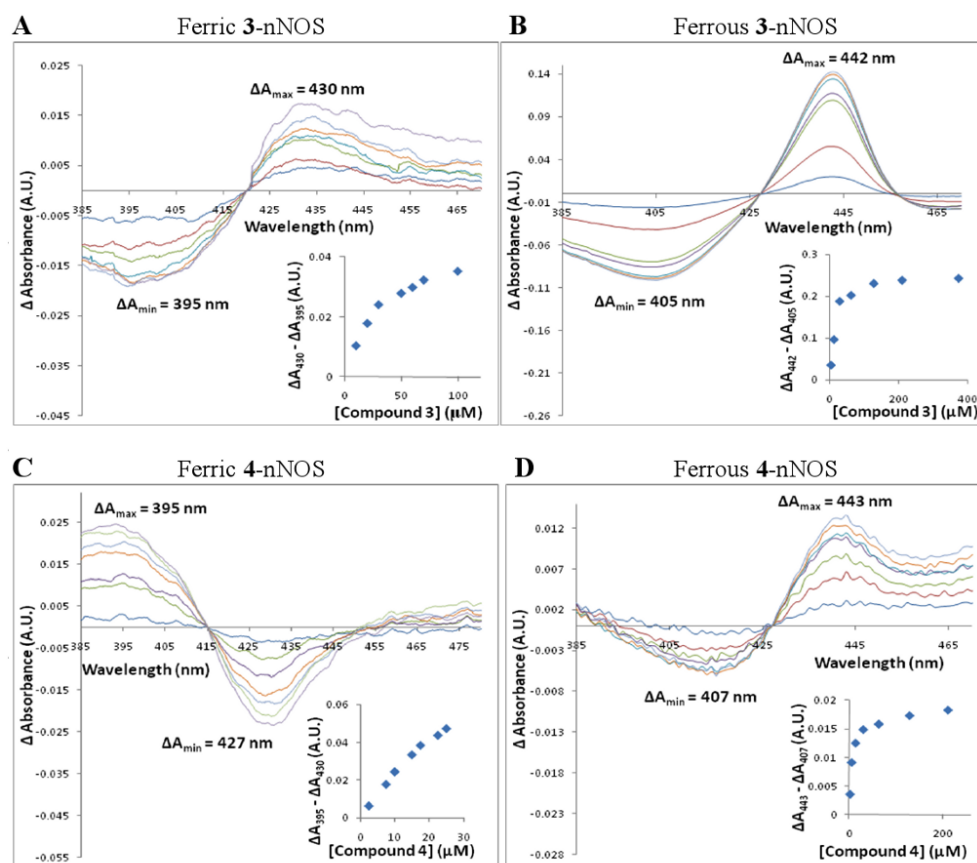 A Ferric 3-nNOS
0.025
0.015
0.005
-0.005
-0.015
-0.025
-0.035
-0.045
Δ Absorbance (A.U.)
ΔAmax = 430 nm
385 395 405 425 435 445 455 465
Wavelength (nm)
ΔAmin = 395 nm
0.04
0.02
0
ΔA430 - ΔA395 (A.U.)
0 50 100
[Compound 3] (μM)
B Ferrous 3-nNOS
0.14
0.09
0.04
-0.01
-0.06
-0.11
-0.16
-0.21
-0.26
Δ Absorbance (A.U.)
ΔAmax = 442 nm
385 405 425 445 465
Wavelength (nm)
ΔAmin = 405 nm
0.3
0.2
0.1
0
ΔA442 - ΔA405 (A.U.)
0 200 400
[Compound 3] (μM)
C Ferric 4-nNOS
0.025
0.015
0.005
-0.005
-0.015
-0.025
-0.035
-0.045
-0.055
Δ Absorbance (A.U.)
ΔAmax = 395 nm
385 395 405 415 425 435 445 455 465 475
Wavelength (nm)
ΔAmin = 427 nm
0.06
0.04
0.02
0
ΔA395 - ΔA430 (A.U.)
0 10 20 30
[Compound 4] (μM)
D Ferrous 4-nNOS
0.012
0.007
0.002
-0.003
-0.008
-0.013
-0.018
-0.023
-0.028
Δ Absorbance (A.U.)
ΔAmax = 443 nm
385 405 425 445 465
Wavelength (nm)
ΔAmin = 407 nm
0.02
0.015
0.01
0.005
0
ΔA443 - ΔA407 (A.U.)
0 200
[Compound 4] (μM)